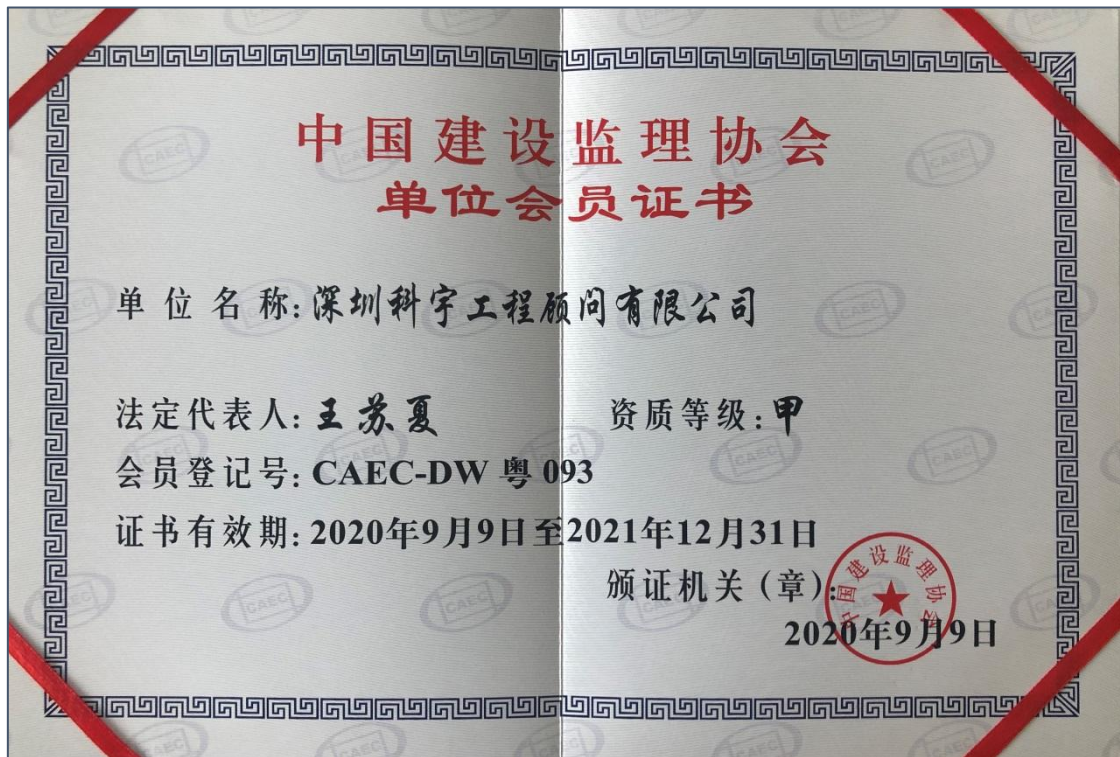 中国建设监理协会
单位会员证书
单位名称:深圳科宇工程顾问有限公司
法定代表人:王苏夏 资质等级:甲
会员登记号:CAEC-DW 粤 093
证书有效期:2020年9月9日至2021年12月31日
颁证机关(章):
中国建设监理协会
2020年9月9日